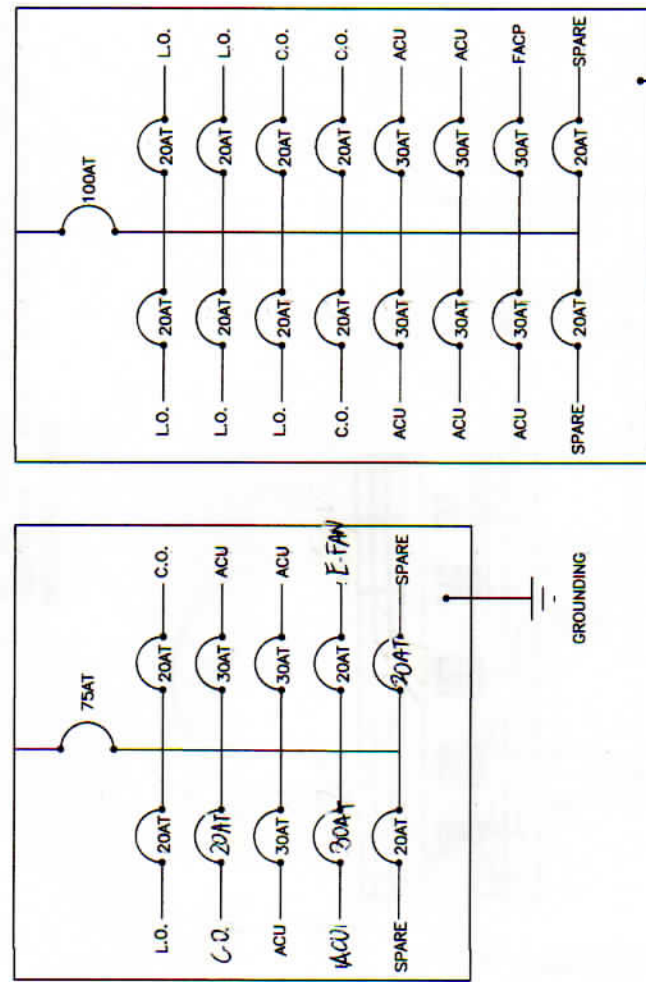 75AT
L.O. 20AT 20AT C.O.
C.O. 20AT 30AT ACU
ACU 30AT 30AT ACU
ACU 30AT 20AT E-FAN
SPARE 20AT 20AT SPARE
GROUNDING
100AT
L.O. 20AT 20AT L.O.
L.O. 20AT 20AT L.O.
L.O. 20AT 20AT C.O.
C.O. 20AT 20AT C.O.
ACU 30AT 30AT ACU
ACU 30AT 30AT ACU
ACU 30AT 30AT FACP
SPARE 20AT 20AT SPARE